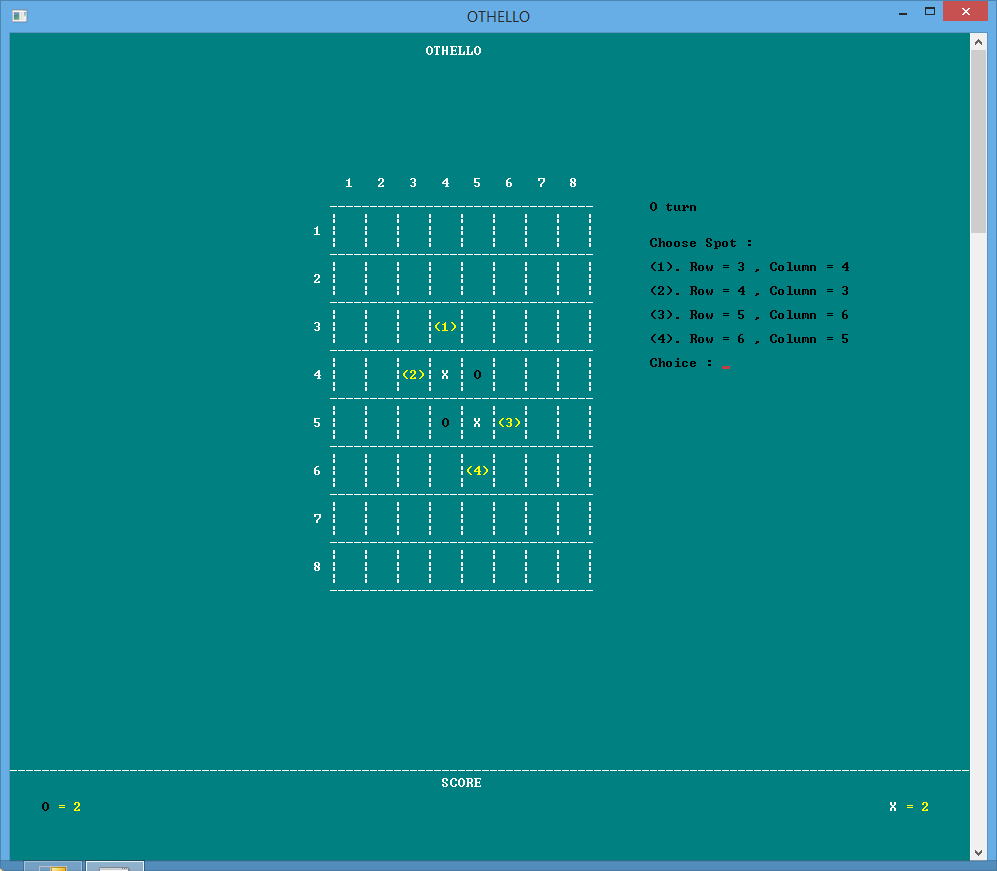 OTHELLO
OTHELLO
1 2 3 4 5 6 7 8
O turn
1
Choose Spot :
(1). Row = 3 , Column = 4
2
(2). Row = 4 , Column = 3
(3). Row = 5 , Column = 6
3 (1)
(4). Row = 6 , Column = 5
Choice :
4 (2) X O
5 O X (3)
6 (4)
7
8
SCORE
O = 2 X = 2